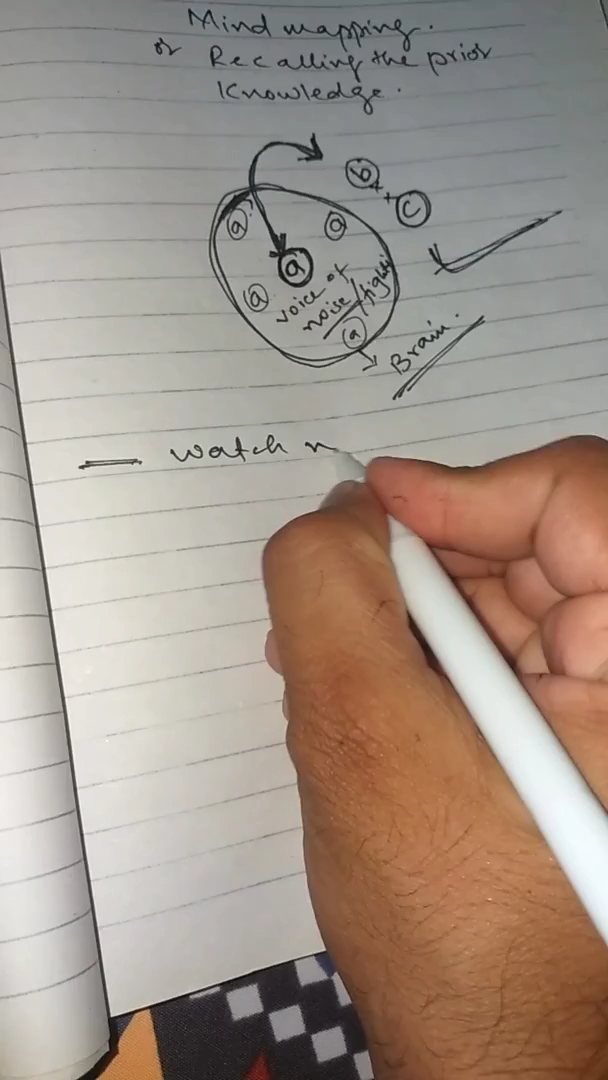 Mind mapping.
or Recalling the prior
Knowledge.
b
+ + c
a a
a
a voice of
noise/
a
Brain.
— watch